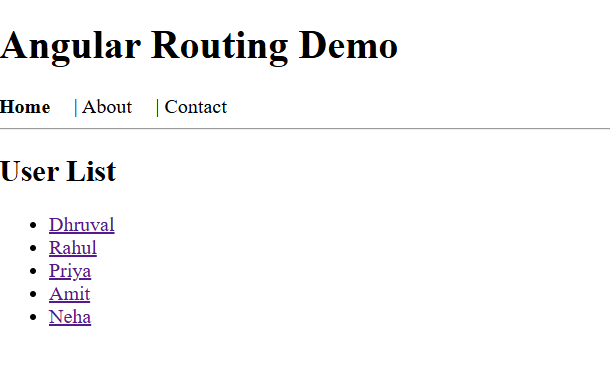 Angular Routing Demo
Home | About | Contact
User List
Dhruval
Rahul
Priya
Amit
Neha